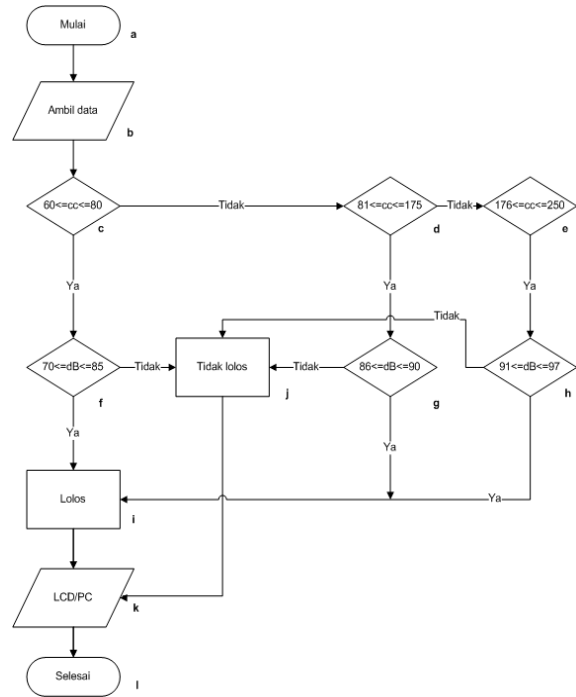 Mulai
a
Ambil data
b
60<=cc<=80
Tidak
81<=cc<=175
Tidak
176<=cc<=250
c
d
e
Ya
Ya
Ya
Tidak
70<=dB<=85
Tidak
Tidak lolos
Tidak
86<=dB<=90
91<=dB<=97
f
j
g
h
Ya
Ya
Lolos
Ya
i
LCD/PC
k
Selesai
l